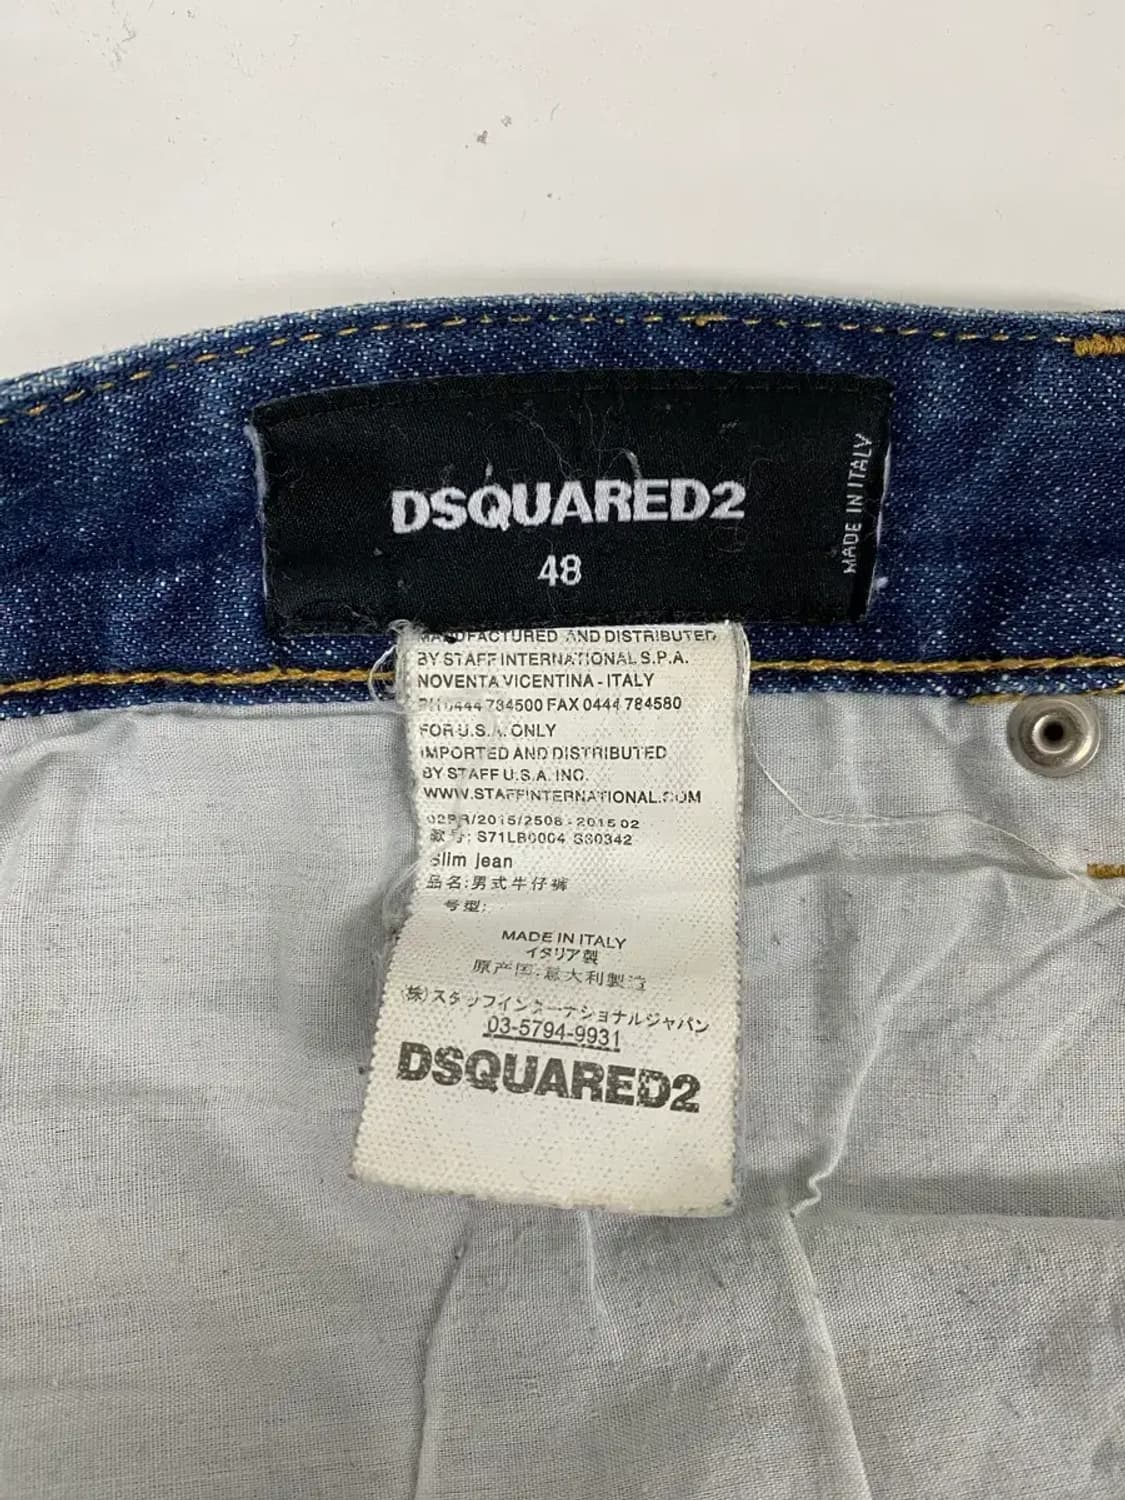 DSQUARED2
48
MADE IN ITALY
MANUFACTURED AND DISTRIBUTED
BY STAFF INTERNATIONAL S.P.A.
NOVENTA VICENTINA - ITALY
PH 0444 784500 FAX 0444 784580
FOR U.S.A. ONLY
IMPORTED AND DISTRIBUTED
BY STAFF U.S.A. INC.
WWW.STAFFINTERNATIONAL.COM
02PR/2015/2508 - 2015 02
款号: S71LB0004 S30342
Slim jean
品名:男式牛仔裤
号型:
MADE IN ITALY
イタリア製
原产国:意大利製造
(株)スタッフインターナショナルジャパン
03-5794-9931
DSQUARED2